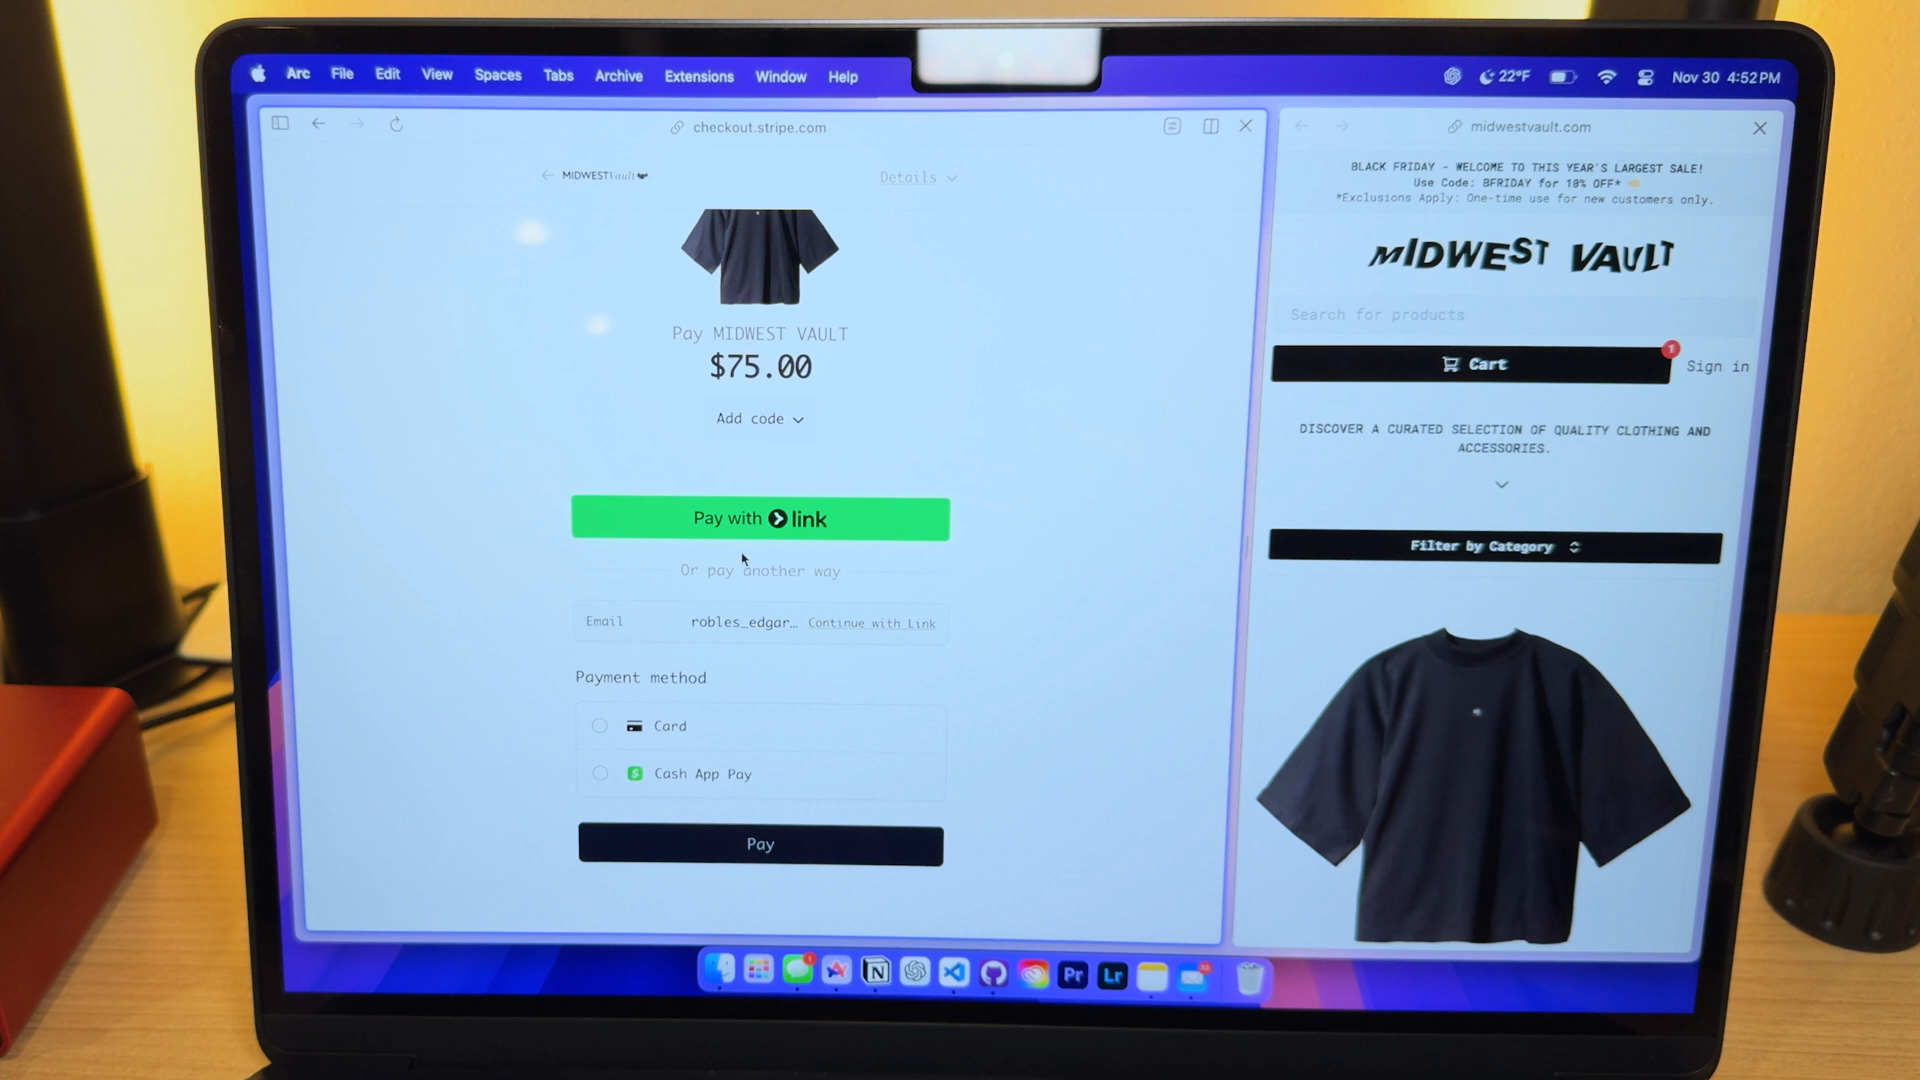 Arc File Edit View Spaces Tabs Archive Extensions Window Help
22°F Nov 30 4:52 PM
checkout.stripe.com
MIDWESTVault
Details
Pay MIDWEST VAULT
$75.00
Add code
Pay with link
Or pay another way
Email robles_edgar… Continue with Link
Payment method
Card
Cash App Pay
Pay
midwestvault.com
BLACK FRIDAY - WELCOME TO THIS YEAR'S LARGEST SALE!
Use Code: BFRIDAY for 10% OFF*
*Exclusions Apply: One-time use for new customers only.
MIDWEST VAULT
Search for products
Cart
1
Sign in
DISCOVER A CURATED SELECTION OF QUALITY CLOTHING AND
ACCESSORIES.
Filter by Category
N Pr Lr